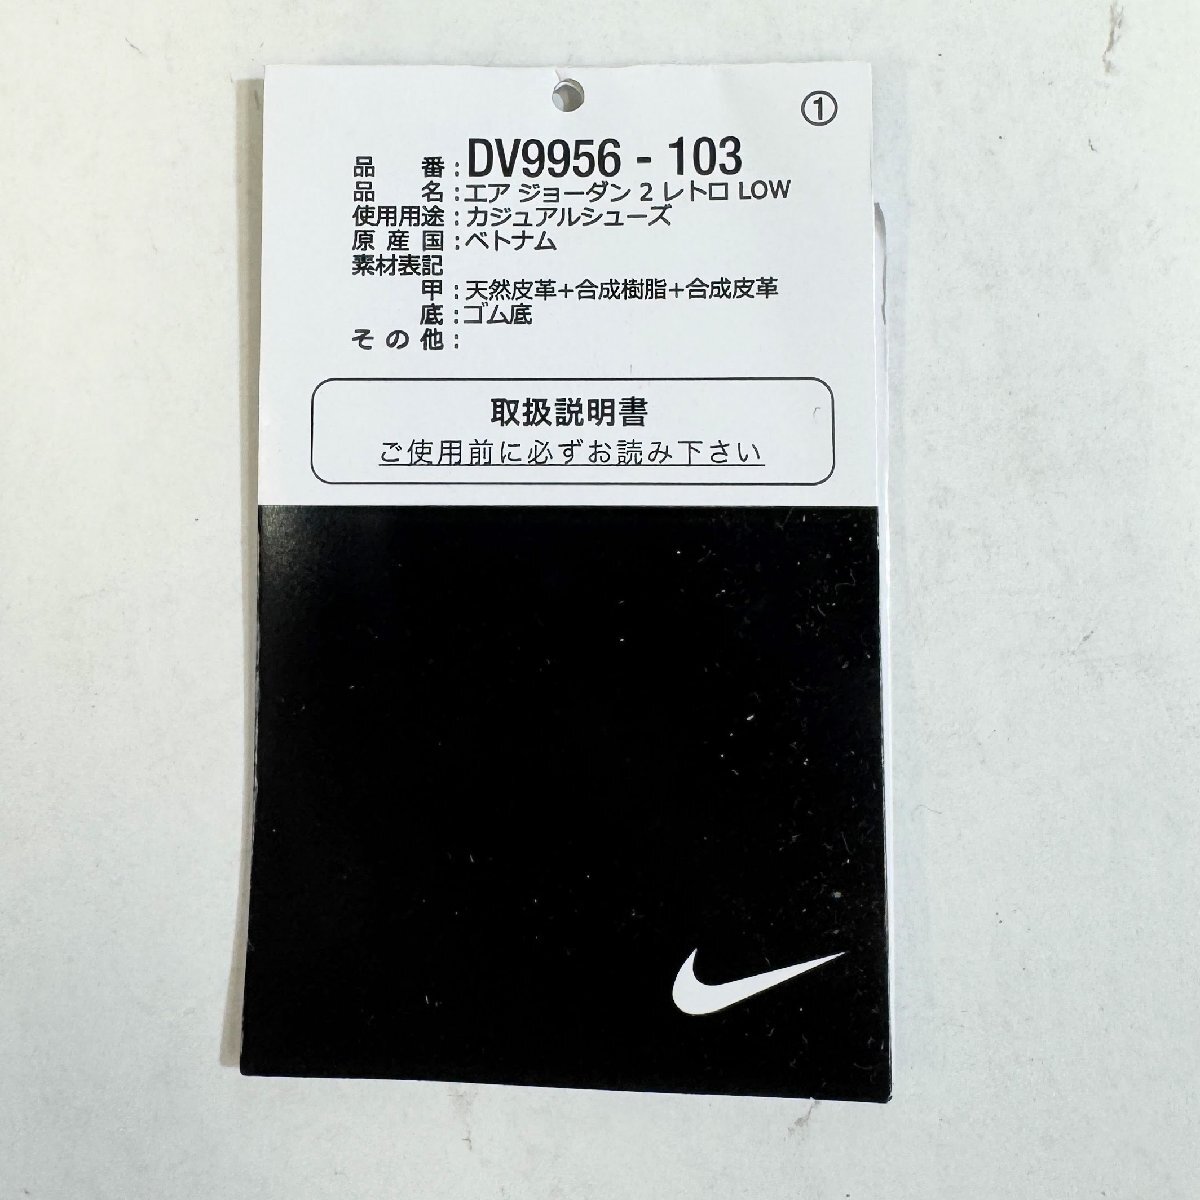 ①
品番:DV9956 - 103
品名:エア ジョーダン 2 レトロ LOW
使用用途:カジュアルシューズ
原産国:ベトナム
素材表記
甲:天然皮革+合成樹脂+合成皮革
底:ゴム底
その他:
取扱説明書
ご使用前に必ずお読み下さい